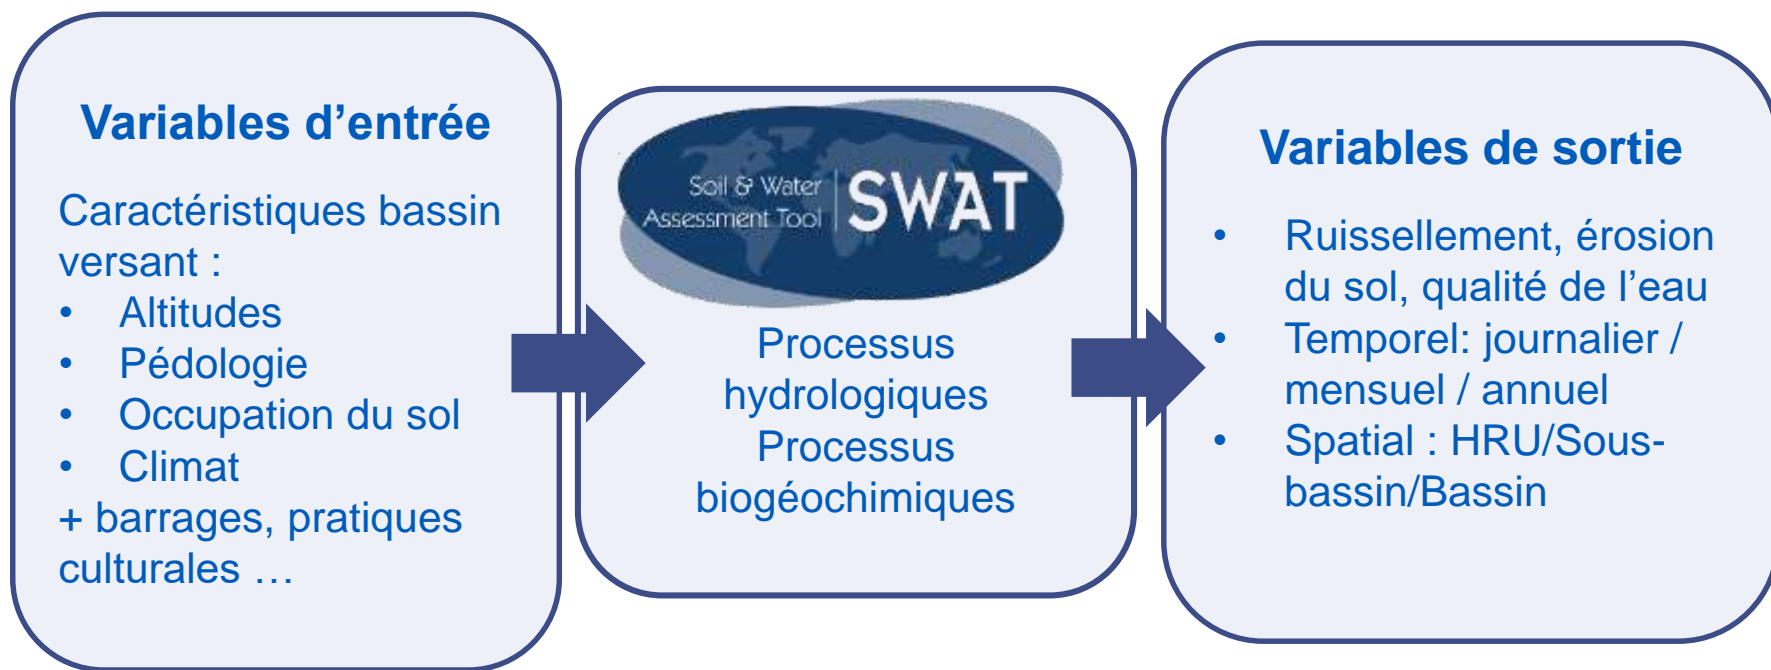 Variables d’entrée
Caractéristiques bassin
versant :
• Altitudes
• Pédologie
• Occupation du sol
• Climat
+ barrages, pratiques
culturales …
Soil & Water
Assessment Tool
SWAT
Processus
hydrologiques
Processus
biogéochimiques
Variables de sortie
• Ruissellement, érosion
du sol, qualité de l’eau
• Temporel: journalier /
mensuel / annuel
• Spatial : HRU/Sous-
bassin/Bassin